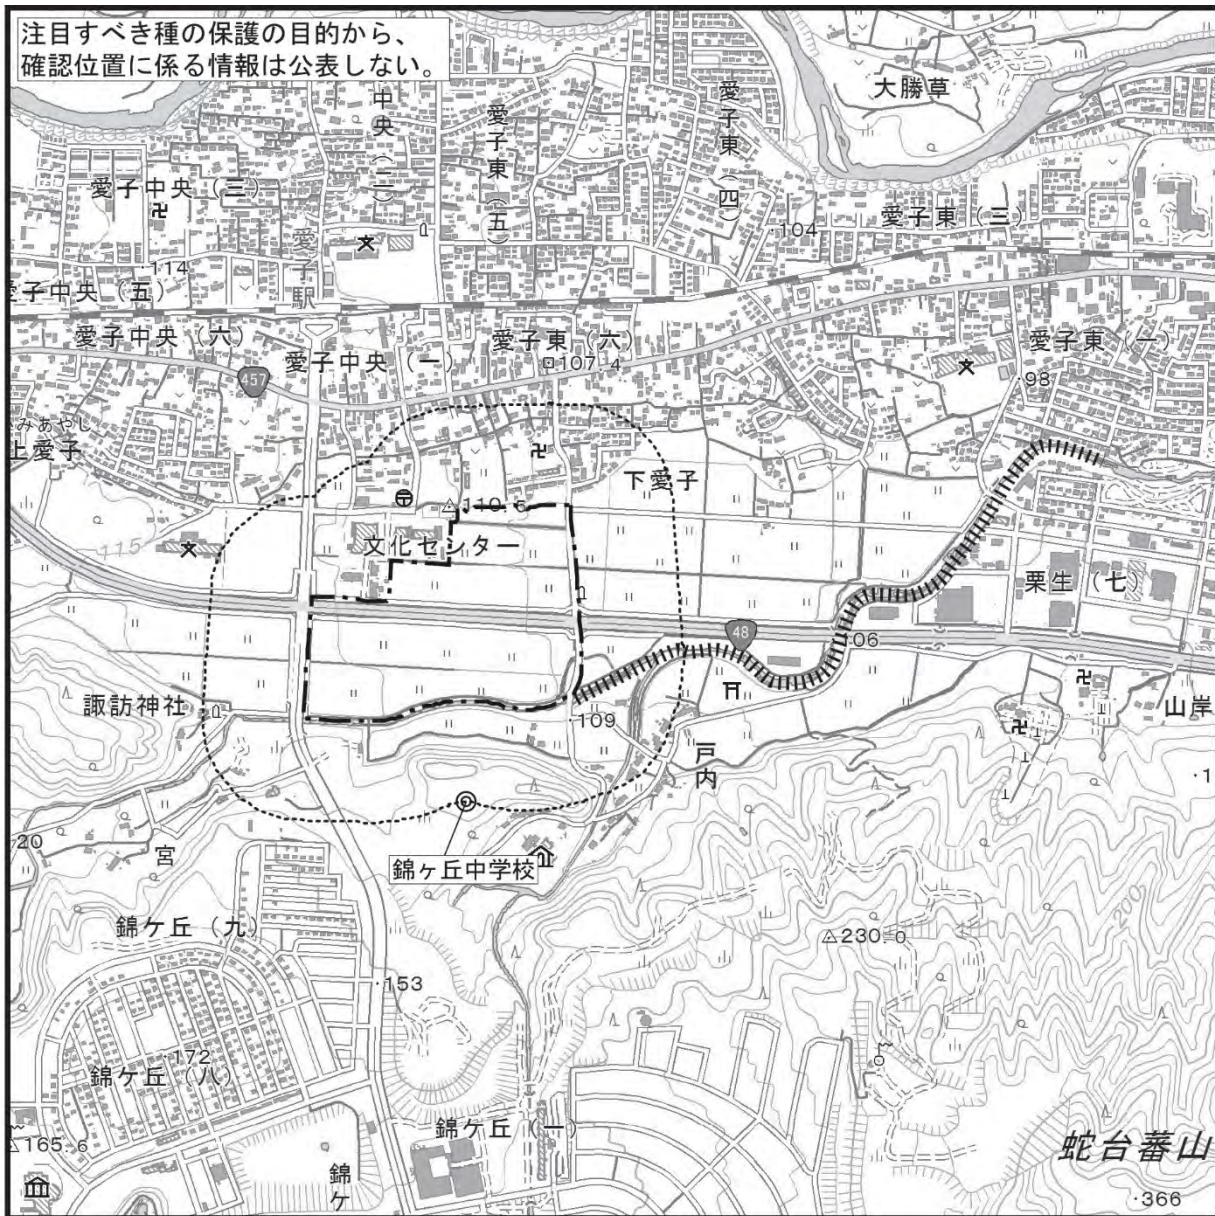 注目すべき種の保護の目的から、
確認位置に係る情報は公表しない。
中央(二)
愛子東(五)
愛子東(四)
大勝草
愛子中央(三)
愛子東(三)
愛子駅
・104
・114
愛子中央(五)
愛子中央(六)
愛子中央(一)
愛子東(六)
107.4
愛子東(一)
457
・98
みあやし
上愛子
下愛子
110.5
文化センター
115
栗生(七)
48
106
諏訪神社
・109
戸内
山岸
・1
20
宮
錦ヶ丘中学校
錦ケ丘(九)
230.0
200
・153
・172
錦ケ丘(八)
錦ケ丘(一)
165.6
錦ケ
蛇台蕃山
・366